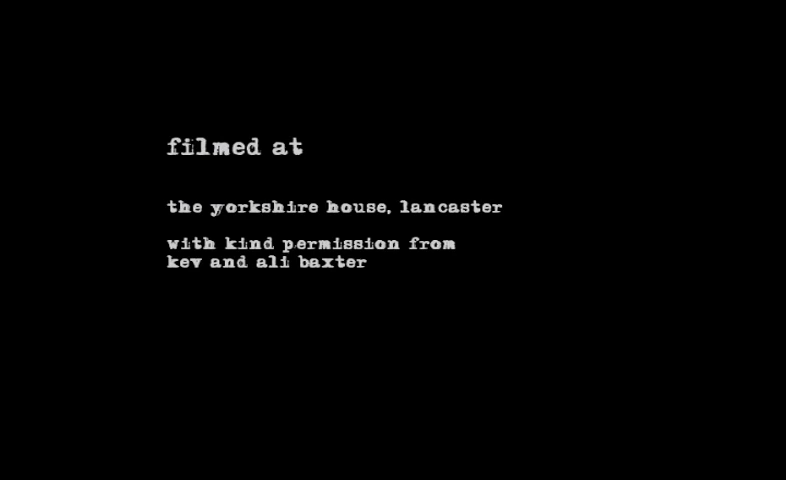 filmed at
the yorkshire house, lancaster
with kind permission from
kev and ali baxter